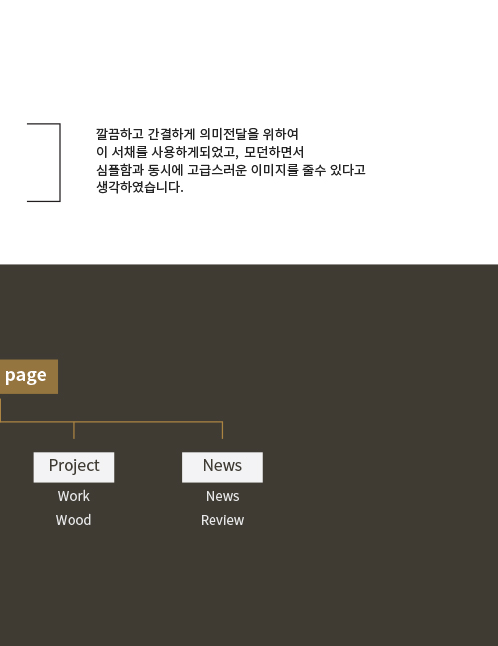 깔끔하고 간결하게 의미전달을 위하여
이 서채를 사용하게되었고, 모던하면서
심플함과 동시에 고급스러운 이미지를 줄수 있다고
생각하였습니다.
page
Project
News
Work
News
Wood
Review